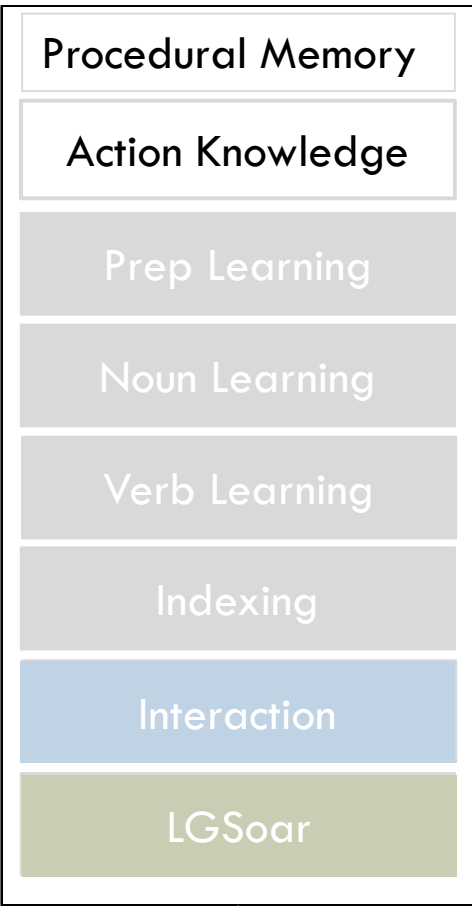 Procedural Memory
Action Knowledge
Prep Learning
Noun Learning
Verb Learning
Indexing
Interaction
LGSoar